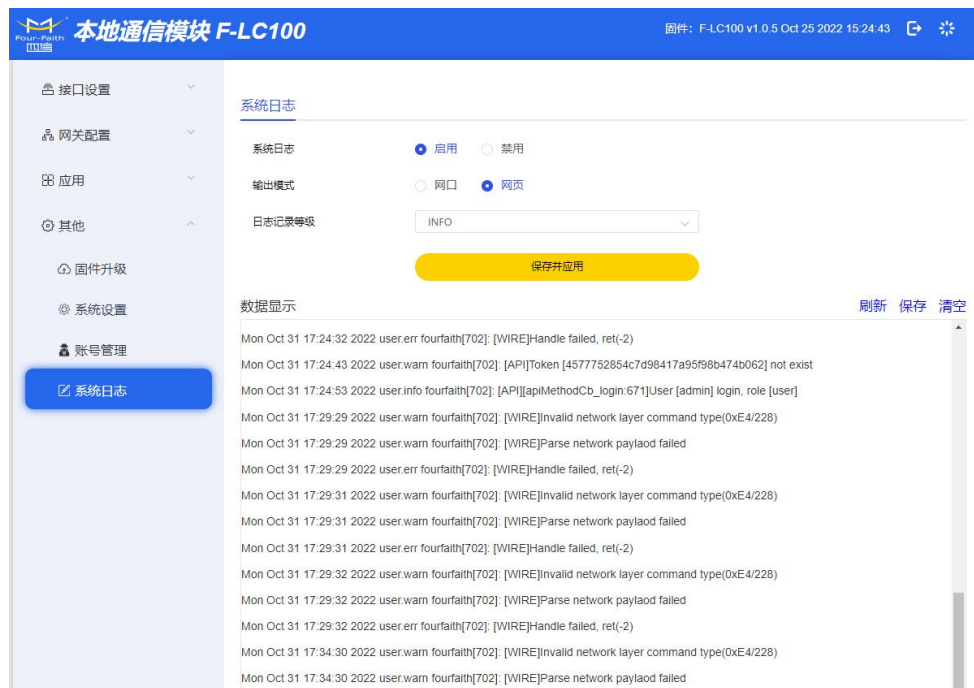 Four-Faith
四信
本地通信模块 F-LC100
固件：F-LC100 v1.0.5 Oct 25 2022 15:24:43
接口设置
网关配置
应用
其他
固件升级
系统设置
账号管理
系统日志
系统日志
系统日志 启用 禁用
输出模式 网口 网页
日志记录等级 INFO
保存并应用
数据显示 刷新 保存 清空
Mon Oct 31 17:24:32 2022 user.err fourfaith[702]: [WIRE]Handle failed, ret(-2)
Mon Oct 31 17:24:43 2022 user.warn fourfaith[702]: [API]Token [4577752854c7d98417a95f98b474b062] not exist
Mon Oct 31 17:24:53 2022 user.info fourfaith[702]: [API][apiMethodCb_login:671]User [admin] login, role [user]
Mon Oct 31 17:29:29 2022 user.warn fourfaith[702]: [WIRE]Invalid network layer command type(0xE4/228)
Mon Oct 31 17:29:29 2022 user.warn fourfaith[702]: [WIRE]Parse network paylaod failed
Mon Oct 31 17:29:29 2022 user.err fourfaith[702]: [WIRE]Handle failed, ret(-2)
Mon Oct 31 17:29:31 2022 user.warn fourfaith[702]: [WIRE]Invalid network layer command type(0xE4/228)
Mon Oct 31 17:29:31 2022 user.warn fourfaith[702]: [WIRE]Parse network paylaod failed
Mon Oct 31 17:29:31 2022 user.err fourfaith[702]: [WIRE]Handle failed, ret(-2)
Mon Oct 31 17:29:32 2022 user.warn fourfaith[702]: [WIRE]Invalid network layer command type(0xE4/228)
Mon Oct 31 17:29:32 2022 user.warn fourfaith[702]: [WIRE]Parse network paylaod failed
Mon Oct 31 17:29:32 2022 user.err fourfaith[702]: [WIRE]Handle failed, ret(-2)
Mon Oct 31 17:34:30 2022 user.warn fourfaith[702]: [WIRE]Invalid network layer command type(0xE4/228)
Mon Oct 31 17:34:30 2022 user.warn fourfaith[702]: [WIRE]Parse network paylaod failed